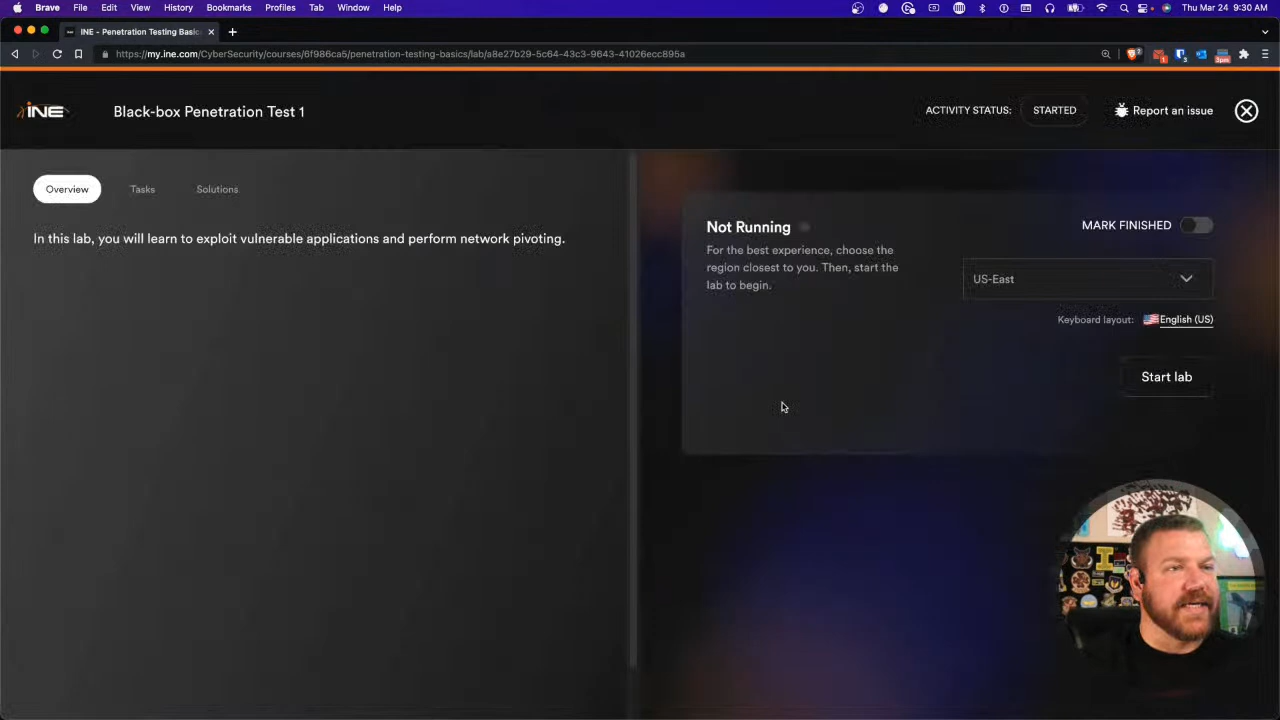 Brave File Edit View History Bookmarks Profiles Tab Window Help Thu Mar 24 9:30 AM
INE - Penetration Testing Basic
https://my.ine.com/CyberSecurity/courses/6f986ca5/penetration-testing-basics/lab/a8e27b29-5c64-43c3-9643-41026ecc895a
3pm
INE
Black-box Penetration Test 1
ACTIVITY STATUS: STARTED
Report an issue
Overview Tasks Solutions
In this lab, you will learn to exploit vulnerable applications and perform network pivoting.
Not Running
MARK FINISHED
For the best experience, choose the
region closest to you. Then, start the
lab to begin.
US-East
Keyboard layout: English (US)
Start lab